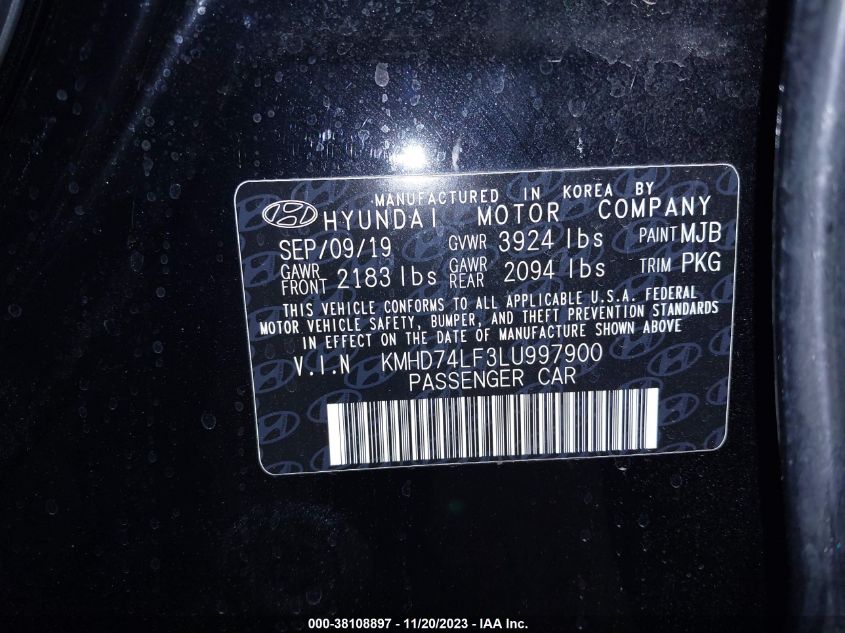 MANUFACTURED IN KOREA BY
HYUNDAI MOTOR COMPANY
SEP/09/19 GVWR 3924 lbs PAINT MJB
GAWR FRONT 2183 lbs GAWR REAR 2094 lbs TRIM PKG
THIS VEHICLE CONFORMS TO ALL APPLICABLE U.S.A. FEDERAL
MOTOR VEHICLE SAFETY, BUMPER, AND THEFT PREVENTION STANDARDS
IN EFFECT ON THE DATE OF MANUFACTURE SHOWN ABOVE
V.I.N KMHD74LF3LU997900
PASSENGER CAR
000-38108897 - 11/20/2023 - IAA Inc.